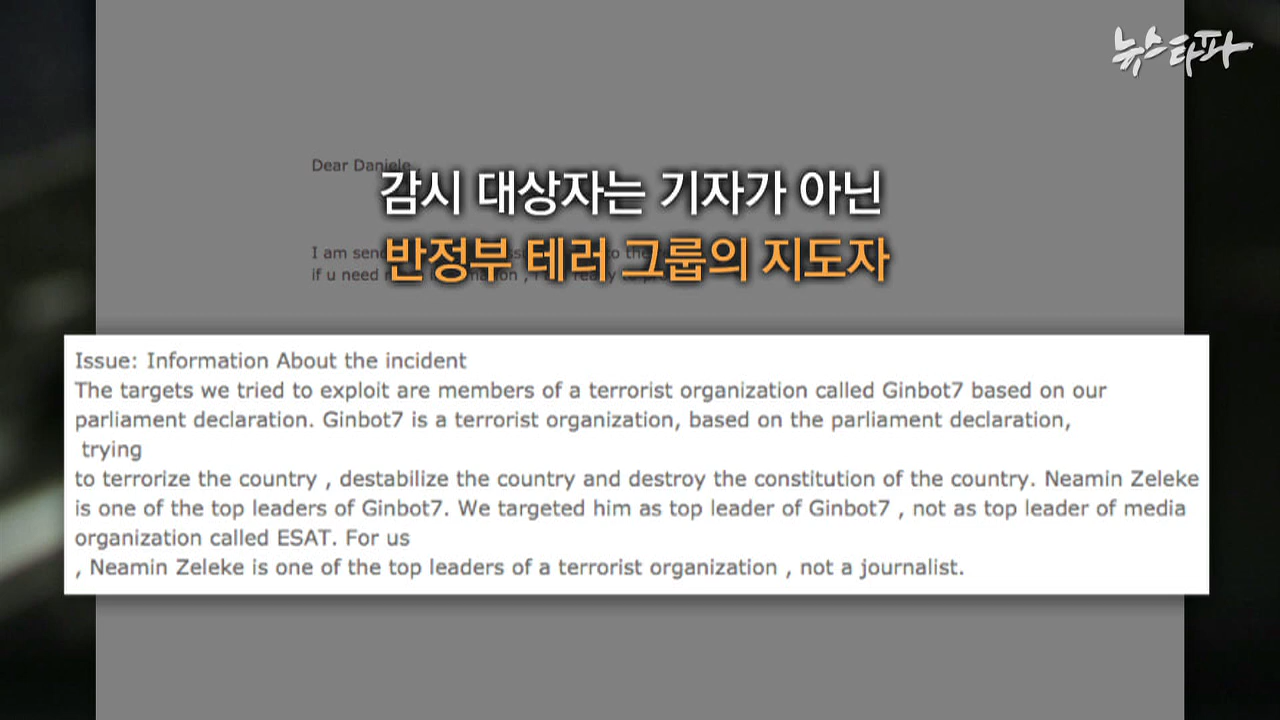 뉴스타파
Dear Daniele
감시 대상자는 기자가 아닌
I am
반정부 테러 그룹의 지도자
if u need
Issue: Information About the incident
The targets we tried to exploit are members of a terrorist organization called Ginbot7 based on our
parliament declaration. Ginbot7 is a terrorist organization, based on the parliament declaration,
trying
to terrorize the country , destabilize the country and destroy the constitution of the country. Neamin Zeleke
is one of the top leaders of Ginbot7. We targeted him as top leader of Ginbot7 , not as top leader of media
organization called ESAT. For us
, Neamin Zeleke is one of the top leaders of a terrorist organization , not a journalist.